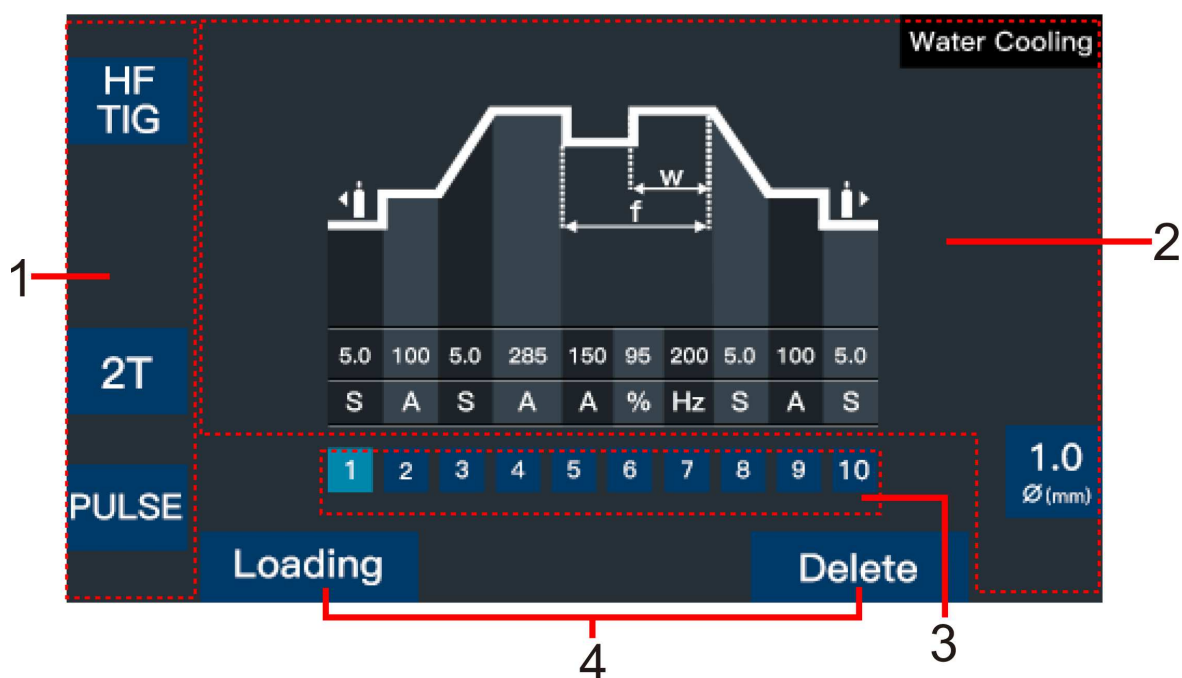 Water Cooling
HF
TIG
w
f
1
2
5.0 100 5.0 285 150 95 200 5.0 100 5.0
2T
S A S A A % Hz S A S
1 2 3 4 5 6 7 8 9 10
1.0
Ø(mm)
PULSE
Loading
Delete
3
4